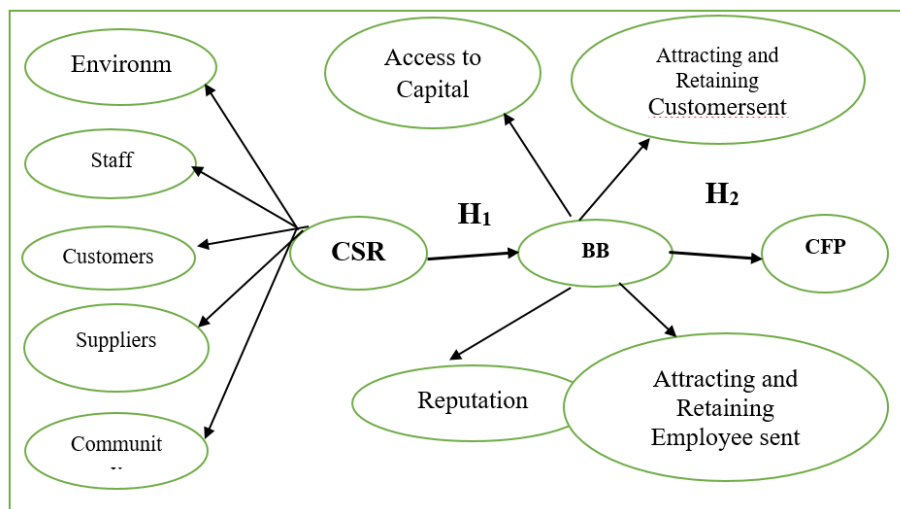 Environm
Staff
Customers
Suppliers
Communit
CSR
H₁
Access to
Capital
Attracting and
Retaining
Customersent
BB
H₂
CFP
Reputation
Attracting and
Retaining
Employee sent